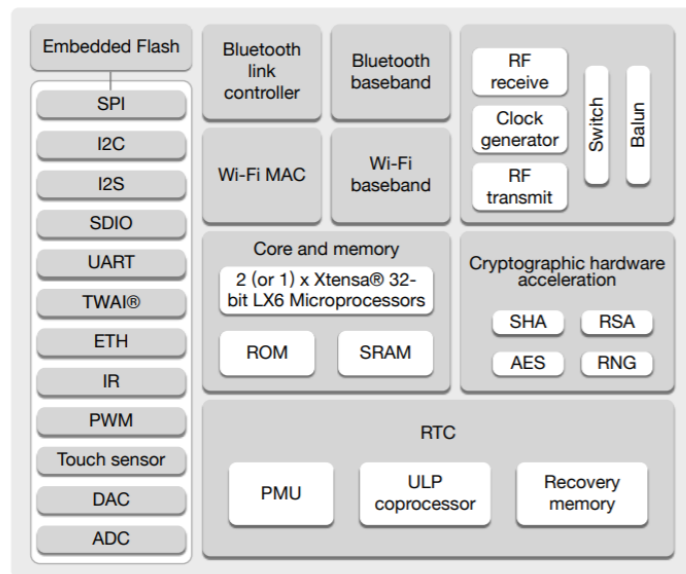 Embedded Flash
SPI
I2C
I2S
SDIO
UART
TWAI®
ETH
IR
PWM
Touch sensor
DAC
ADC
Bluetooth
link
controller
Bluetooth
baseband
Wi-Fi MAC
Wi-Fi
baseband
RF
receive
Clock
generator
RF
transmit
Switch
Balun
Core and memory
2 (or 1) x Xtensa® 32-
bit LX6 Microprocessors
ROM
SRAM
Cryptographic hardware
acceleration
SHA
RSA
AES
RNG
RTC
PMU
ULP
coprocessor
Recovery
memory